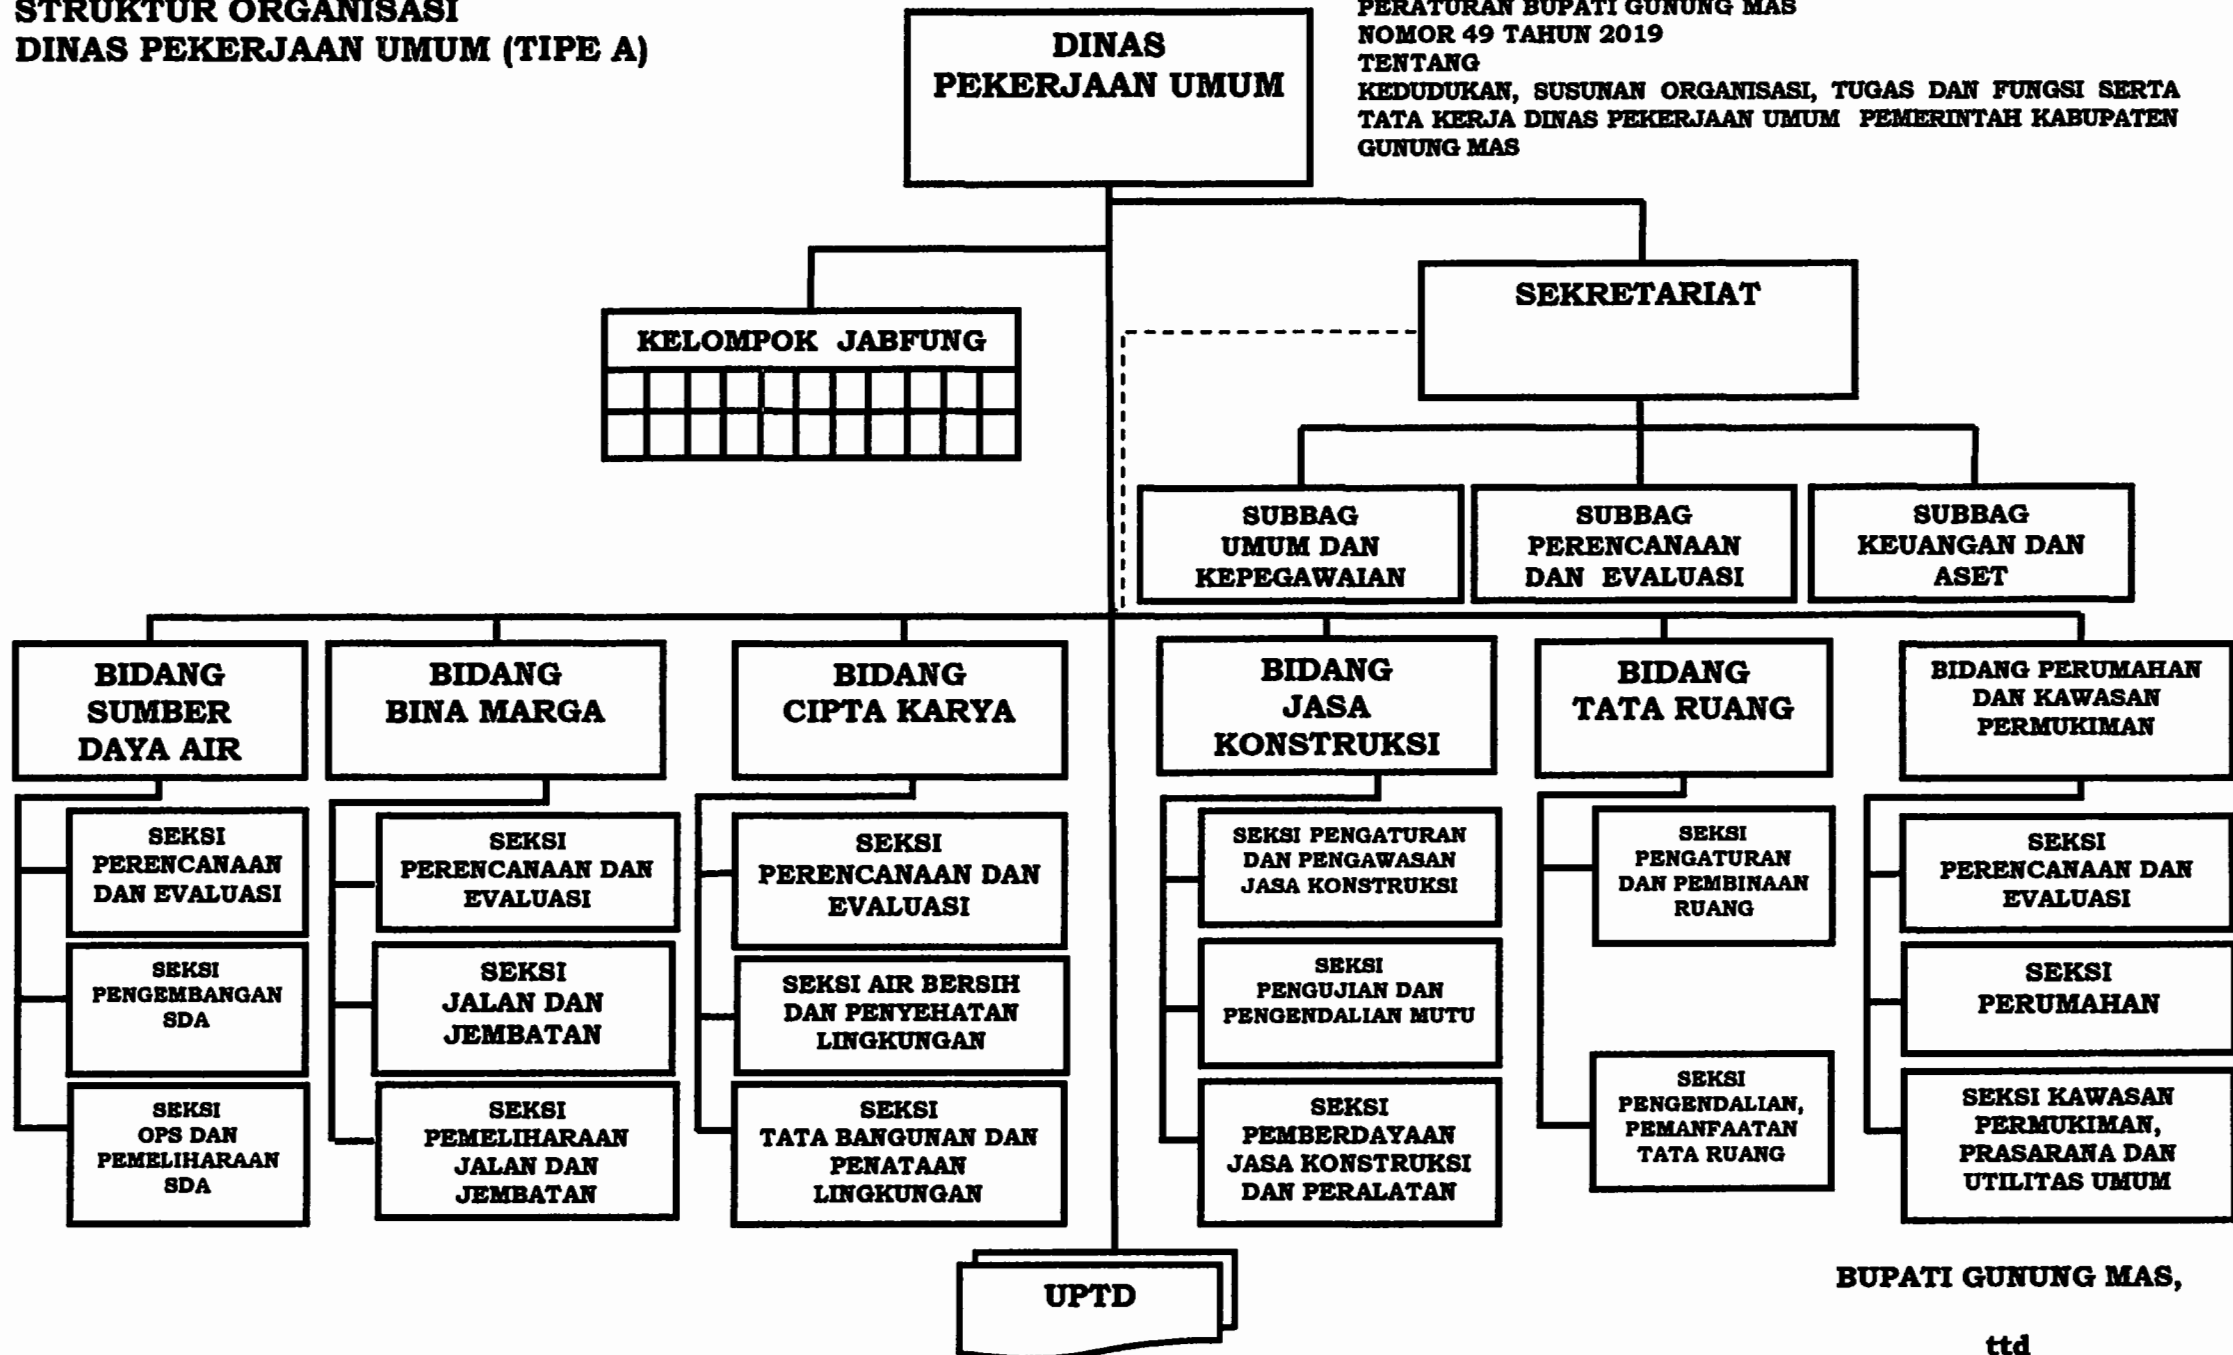 STRUKTUR ORGANISASI
DINAS PEKERJAAN UMUM (TIPE A)
DINAS
PEKERJAAN UMUM
PERATURAN BUPATI GUNUNG MAS
NOMOR 49 TAHUN 2019
TENTANG
KEDUDUKAN, SUSUNAN ORGANISASI, TUGAS DAN FUNGSI SERTA
TATA KERJA DINAS PEKERJAAN UMUM PEMERINTAH KABUPATEN
GUNUNG MAS
KELOMPOK JABFUNG
SEKRETARIAT
SUBBAG
UMUM DAN
KEPEGAWAIAN
SUBBAG
PERENCANAAN
DAN EVALUASI
SUBBAG
KEUANGAN DAN
ASET
BIDANG
SUMBER
DAYA AIR
BIDANG
BINA MARGA
BIDANG
CIPTA KARYA
BIDANG
JASA
KONSTRUKSI
BIDANG
TATA RUANG
BIDANG PERUMAHAN
DAN KAWASAN
PERMUKIMAN
SEKSI
PERENCANAAN
DAN EVALUASI
SEKSI
PERENCANAAN DAN
EVALUASI
SEKSI
PERENCANAAN DAN
EVALUASI
SEKSI PENGATURAN
DAN PENGAWASAN
JASA KONSTRUKSI
SEKSI
PENGATURAN
DAN PEMBINAAN
RUANG
SEKSI
PERENCANAAN DAN
EVALUASI
SEKSI
PENGEMBANGAN
SDA
SEKSI
JALAN DAN
JEMBATAN
SEKSI AIR BERSIH
DAN PENYEHATAN
LINGKUNGAN
SEKSI
PENGUJIAN DAN
PENGENDALIAN MUTU
SEKSI
PERUMAHAN
SEKSI
OPS DAN
PEMELIHARAAN
SDA
SEKSI
PEMELIHARAAN
JALAN DAN
JEMBATAN
SEKSI
TATA BANGUNAN DAN
PENATAAN
LINGKUNGAN
SEKSI
PEMBERDAYAAN
JASA KONSTRUKSI
DAN PERALATAN
SEKSI
PENGENDALIAN,
PEMANFAATAN
TATA RUANG
SEKSI KAWASAN
PERMUKIMAN,
PRASARANA DAN
UTILITAS UMUM
UPTD
BUPATI GUNUNG MAS,
ttd